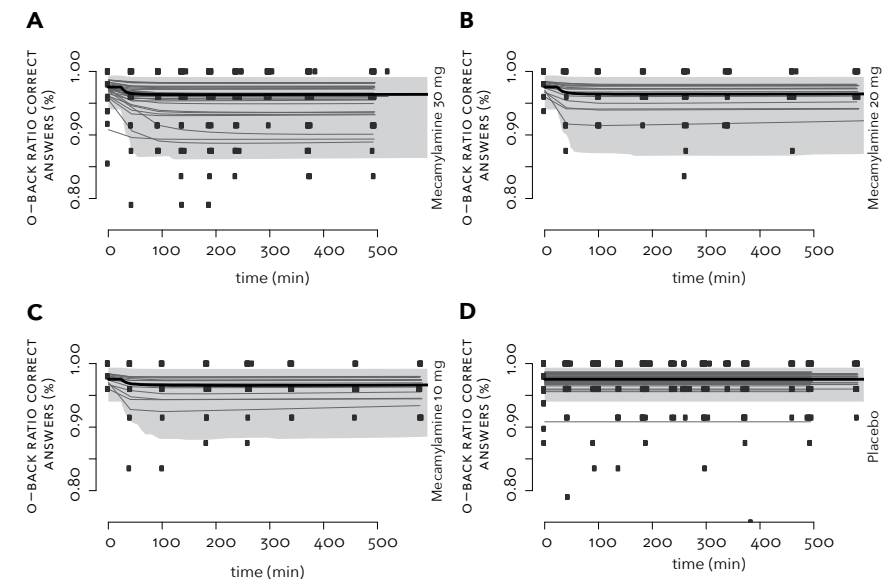 A
O–BACK RATIO CORRECT
ANSWERS (%)
1.00
0.90
0.80
0 100 200 300 400 500
time (min)
Mecamylamine 30 mg
B
O–BACK RATIO CORRECT
ANSWERS (%)
1.00
0.90
0.80
0 100 200 300 400 500
time (min)
Mecamylamine 20 mg
C
O–BACK RATIO CORRECT
ANSWERS (%)
1.00
0.90
0.80
0 100 200 300 400 500
time (min)
Mecamylamine 10 mg
D
O–BACK RATIO CORRECT
ANSWERS (%)
1.00
0.90
0.80
0 100 200 300 400 500
time (min)
Placebo